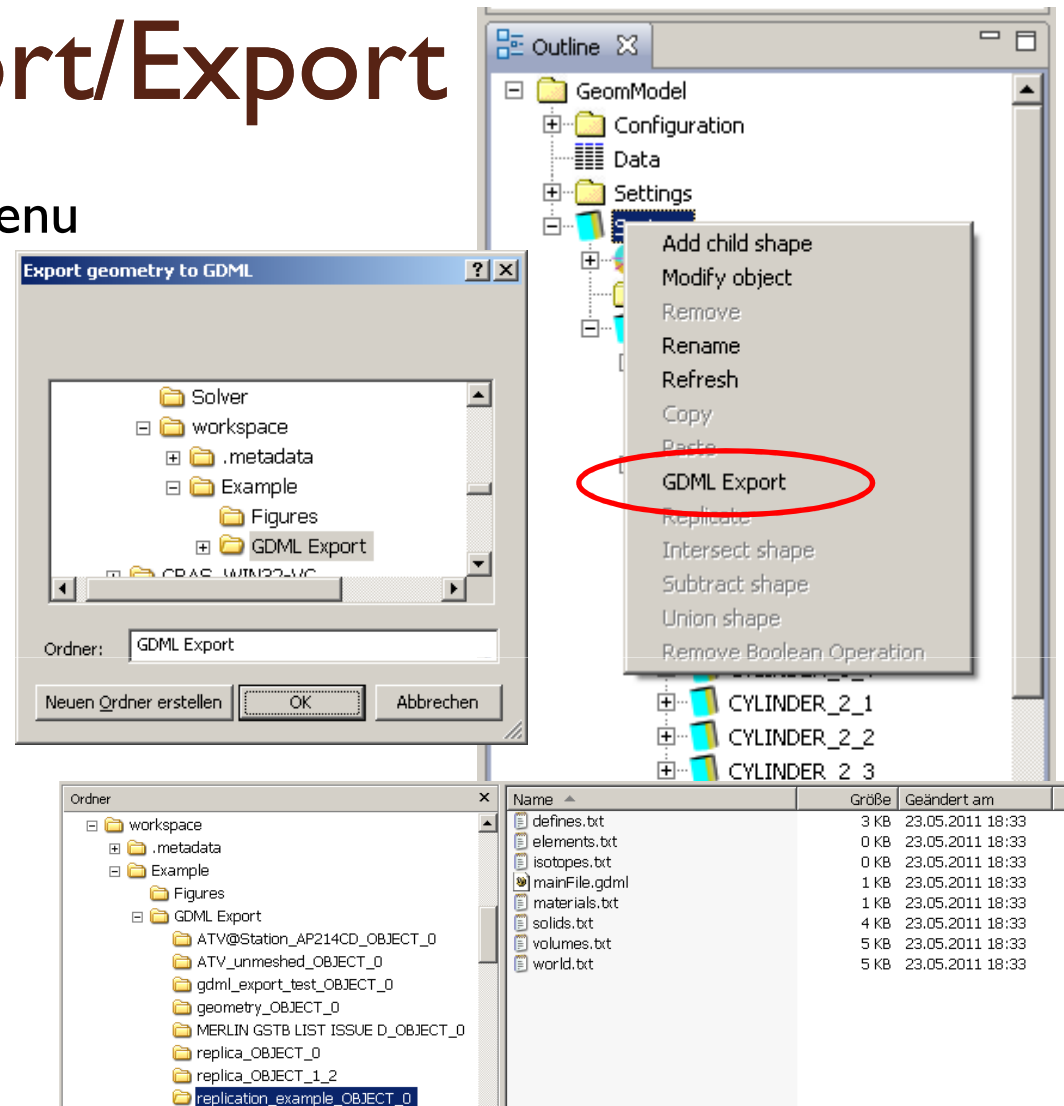 rt/Export
enu
Outline
GeomModel
Configuration
Data
Settings
Add child shape
Modify object
Remove
Rename
Refresh
Copy
Paste
GDML Export
Replicate
Intersect shape
Subtract shape
Union shape
Remove Boolean Operation
CYLINDER_2_1
CYLINDER_2_2
CYLINDER_2_3
Export geometry to GDML
Solver
workspace
.metadata
Example
Figures
GDML Export
Ordner: GDML Export
Neuen Ordner erstellen OK Abbrechen
Ordner
workspace
.metadata
Example
Figures
GDML Export
ATV@Station_AP214CD_OBJECT_0
ATV_unmeshed_OBJECT_0
gdml_export_test_OBJECT_0
geometry_OBJECT_0
MERLIN GSTB LIST ISSUE D_OBJECT_0
replica_OBJECT_0
replica_OBJECT_1_2
replication_example_OBJECT_0
Name Größe Geändert am
defines.txt 3 KB 23.05.2011 18:33
elements.txt 0 KB 23.05.2011 18:33
isotopes.txt 0 KB 23.05.2011 18:33
mainFile.gdml 1 KB 23.05.2011 18:33
materials.txt 1 KB 23.05.2011 18:33
solids.txt 4 KB 23.05.2011 18:33
volumes.txt 5 KB 23.05.2011 18:33
world.txt 5 KB 23.05.2011 18:33